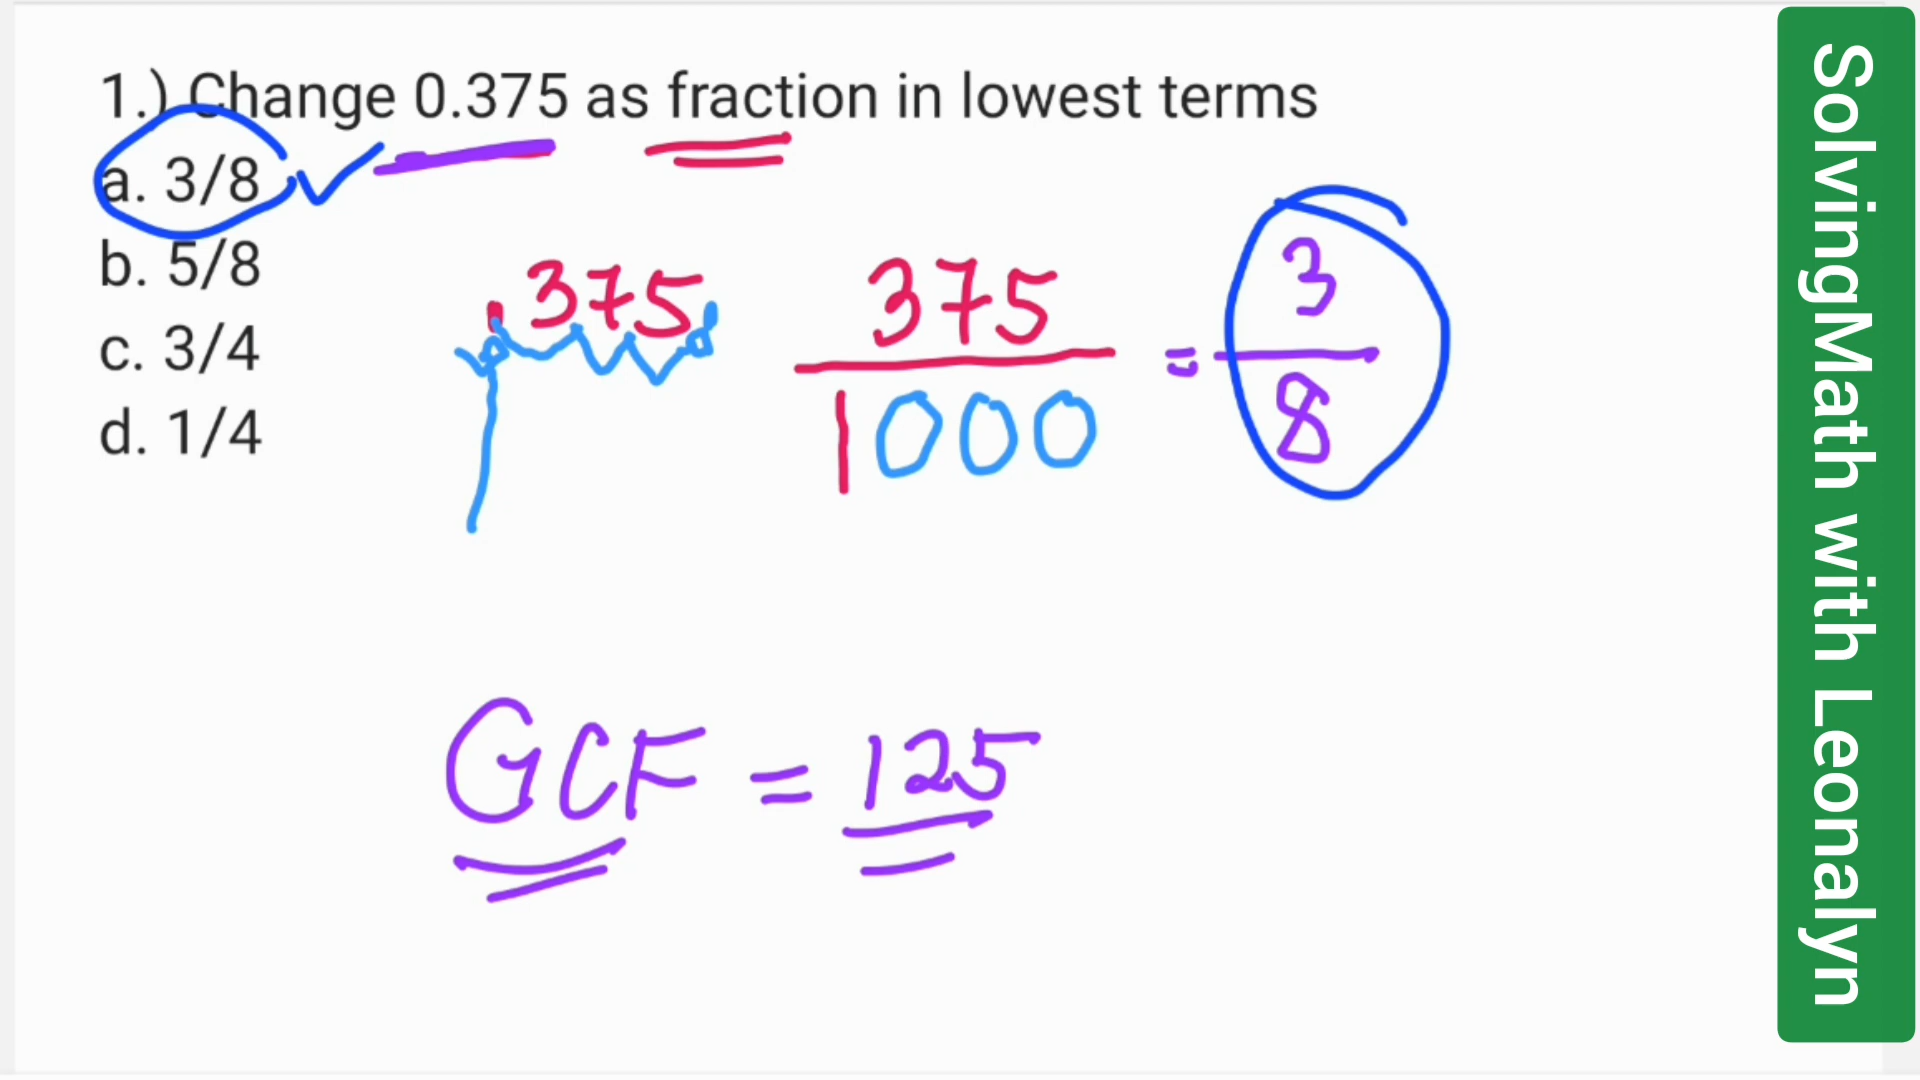 1.) Change 0.375 as fraction in lowest terms
a. 3/8
b. 5/8
c. 3/4
d. 1/4
.375
375
1000
=
3
8
GCF = 125
SolvingMath with Leonalyn